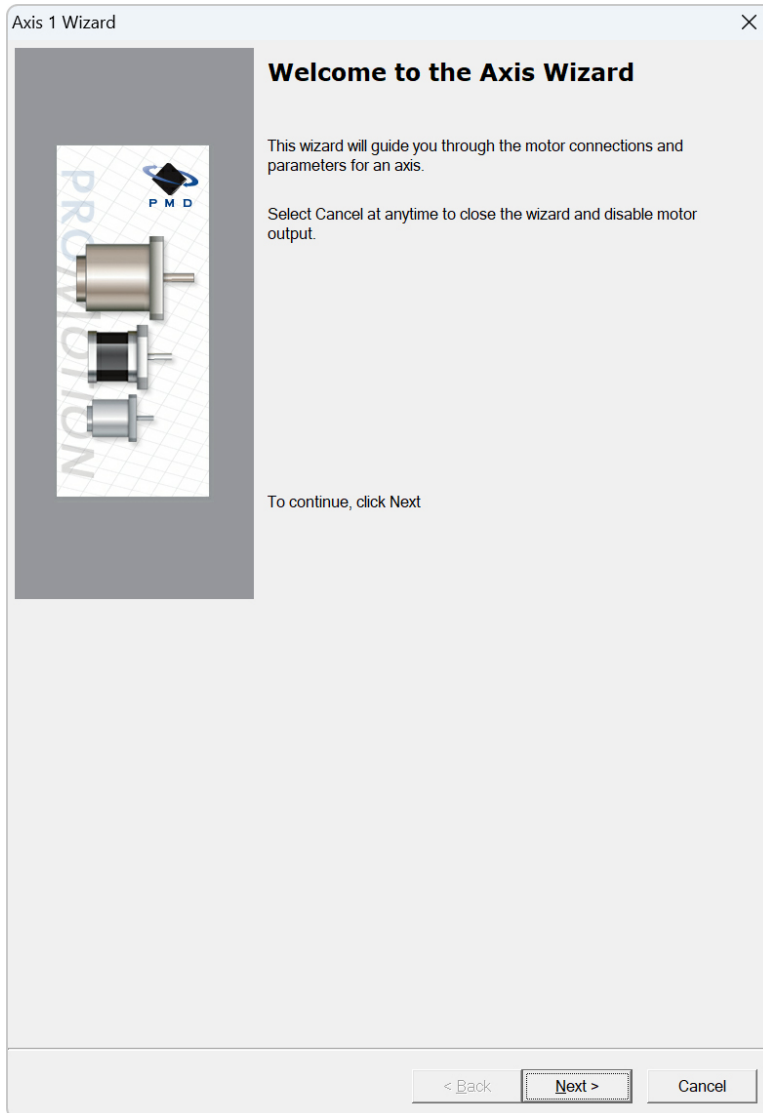 Axis 1 Wizard
Welcome to the Axis Wizard
This wizard will guide you through the motor connections and
parameters for an axis.
Select Cancel at anytime to close the wizard and disable motor
output.
PMD
PRO MOTION
To continue, click Next
< Back
Next >
Cancel